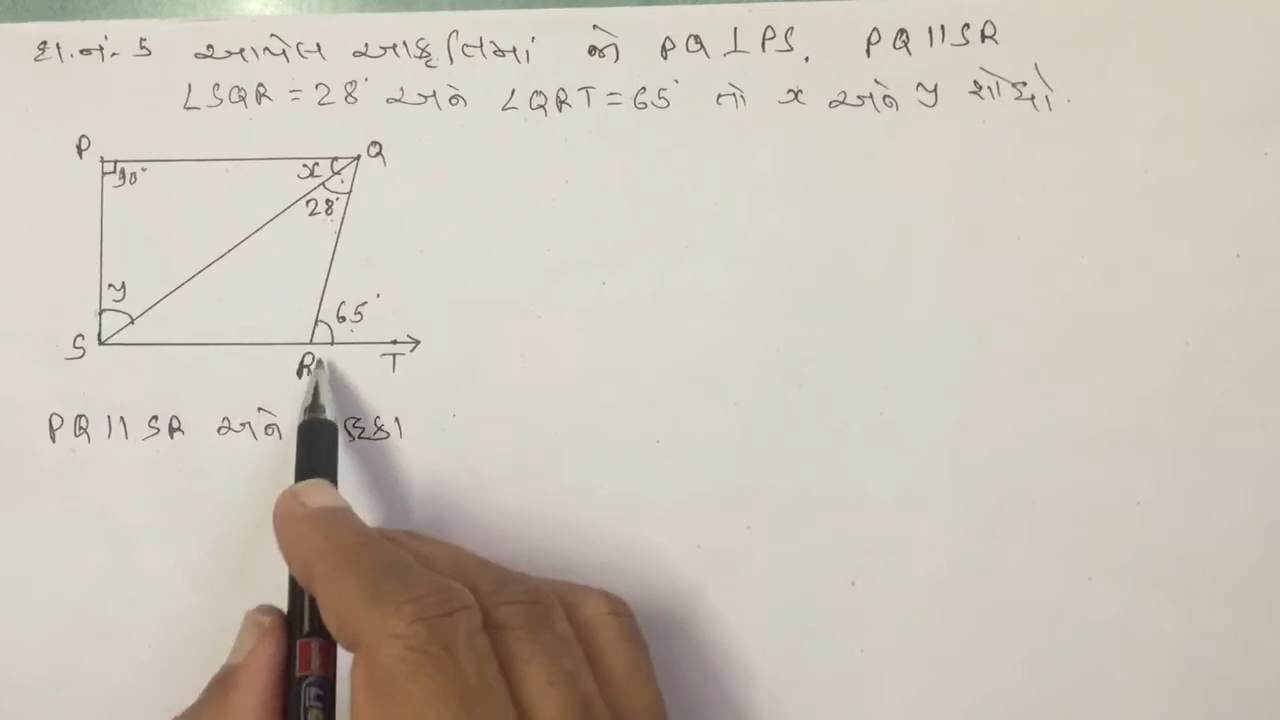 દા.નં.- 5 આપેલ આકૃતિમાં જો PQ ⊥ PS, PQ || SR
∠SQR = 28° અને ∠QRT = 65° તો x અને y શોધો.
P Q
90° x
28°
y
65°
S R T
PQ || SR અને